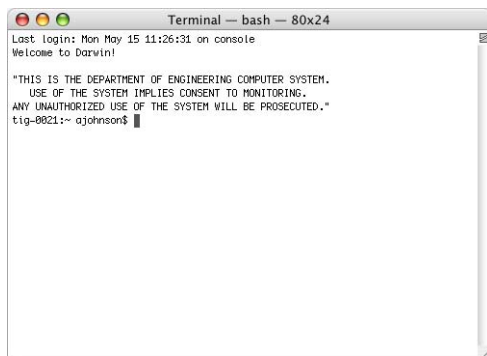 Terminal — bash — 80x24
Last login: Mon May 15 11:26:31 on console
Welcome to Darwin!
"THIS IS THE DEPARTMENT OF ENGINEERING COMPUTER SYSTEM.
USE OF THE SYSTEM IMPLIES CONSENT TO MONITORING.
ANY UNAUTHORIZED USE OF THE SYSTEM WILL BE PROSECUTED."
tig-0021:~ ajohnson$